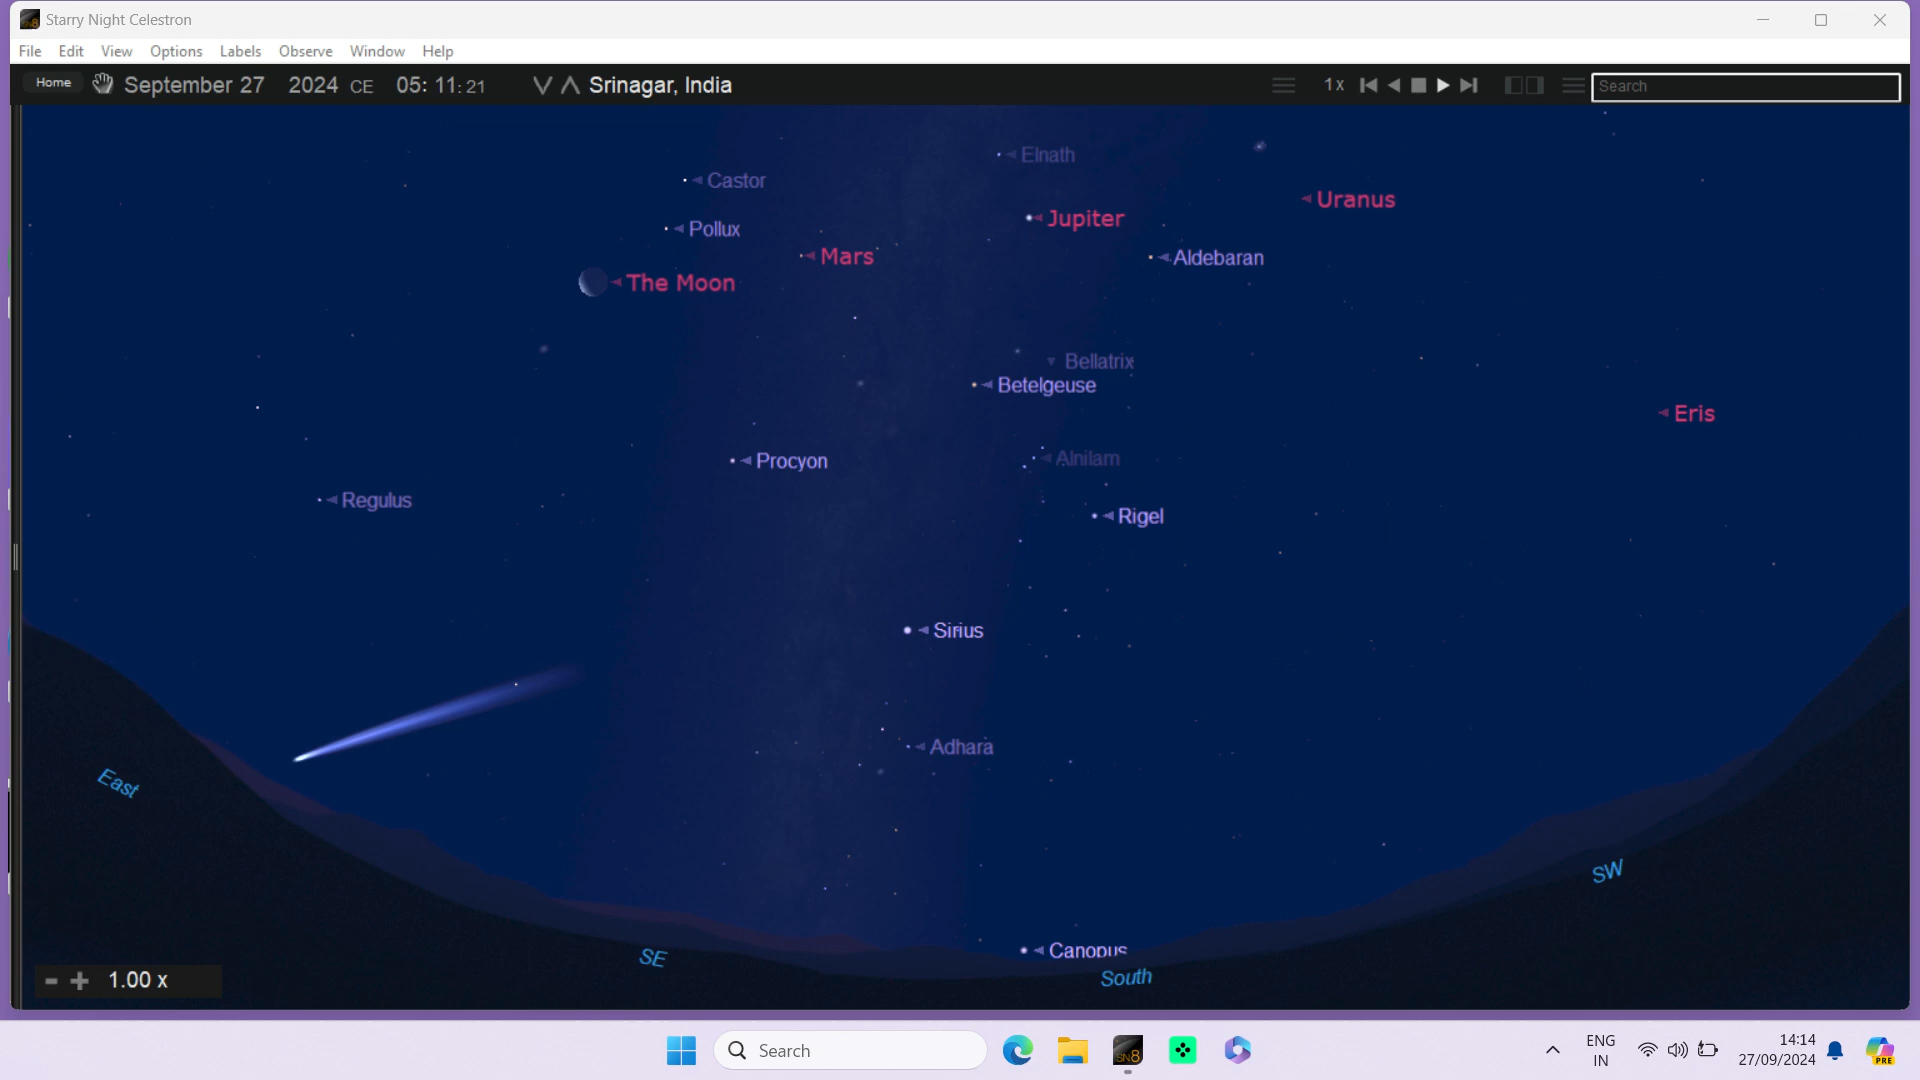 Starry Night Celestron
File Edit View Options Labels Observe Window Help
Home September 27 2024 CE 05: 11: 21 Srinagar, India 1x Search
Elnath
Castor
Uranus
Jupiter
Pollux
Mars
Aldebaran
The Moon
Bellatrix
Betelgeuse
Eris
Alnilam
Procyon
Regulus
Rigel
Sirius
Adhara
East
SW
Canopus
SE
South
1.00 x
Search
SN8
ENG
IN
14:14
27/09/2024
PRE